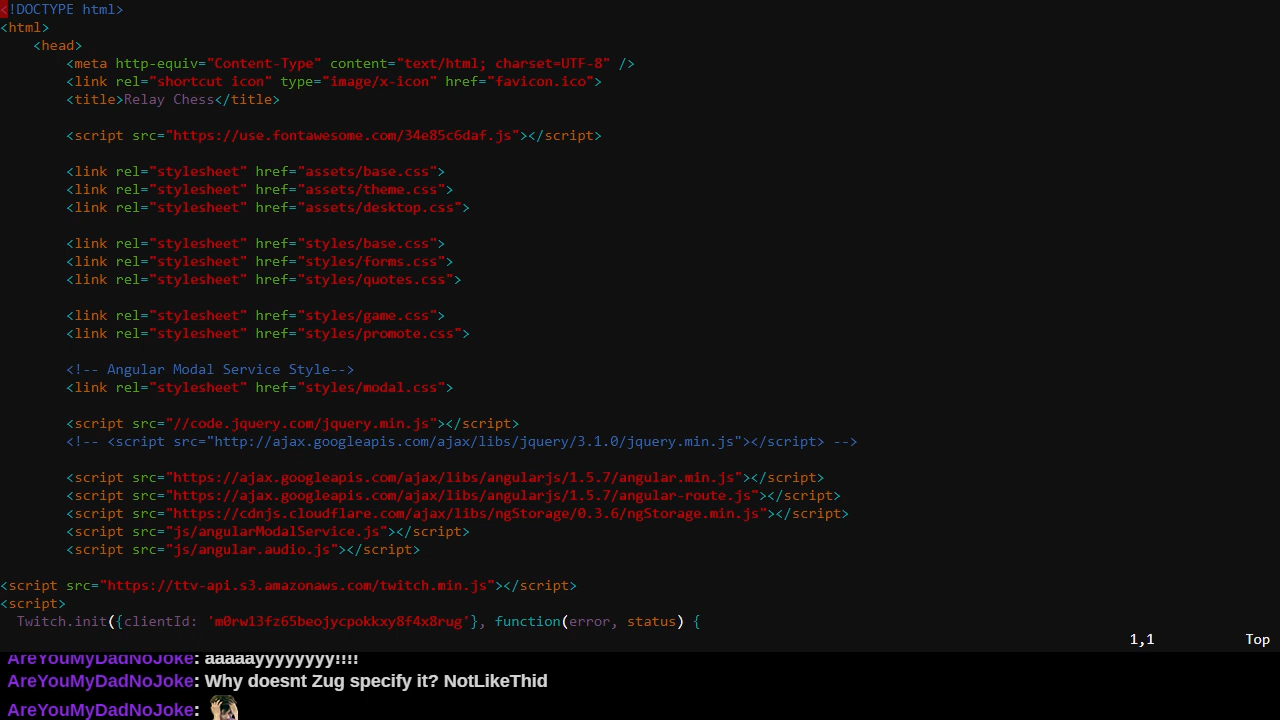 <!DOCTYPE html>
<html>
    <head>
        <meta http-equiv="Content-Type" content="text/html; charset=UTF-8" />
        <link rel="shortcut icon" type="image/x-icon" href="favicon.ico">
        <title>Relay Chess</title>

        <script src="https://use.fontawesome.com/34e85c6daf.js"></script>

        <link rel="stylesheet" href="assets/base.css">
        <link rel="stylesheet" href="assets/theme.css">
        <link rel="stylesheet" href="assets/desktop.css">

        <link rel="stylesheet" href="styles/base.css">
        <link rel="stylesheet" href="styles/forms.css">
        <link rel="stylesheet" href="styles/quotes.css">

        <link rel="stylesheet" href="styles/game.css">
        <link rel="stylesheet" href="styles/promote.css">

        <!-- Angular Modal Service Style-->
        <link rel="stylesheet" href="styles/modal.css">

        <script src="//code.jquery.com/jquery.min.js"></script>
        <!-- <script src="http://ajax.googleapis.com/ajax/libs/jquery/3.1.0/jquery.min.js"></script> -->

        <script src="https://ajax.googleapis.com/ajax/libs/angularjs/1.5.7/angular.min.js"></script>
        <script src="https://ajax.googleapis.com/ajax/libs/angularjs/1.5.7/angular-route.js"></script>
        <script src="https://cdnjs.cloudflare.com/ajax/libs/ngStorage/0.3.6/ngStorage.min.js"></script>
        <script src="js/angularModalService.js"></script>
        <script src="js/angular.audio.js"></script>

<script src="https://ttv-api.s3.amazonaws.com/twitch.min.js"></script>
<script>
  Twitch.init({clientId: 'm0rw13fz65beojycpokkxy8f4x8rug'}, function(error, status) {
1,1 Top
AreYouMyDadNoJoke: aaaaayyyyyyyy!!!!
AreYouMyDadNoJoke: Why doesnt Zug specify it? NotLikeThid
AreYouMyDadNoJoke: